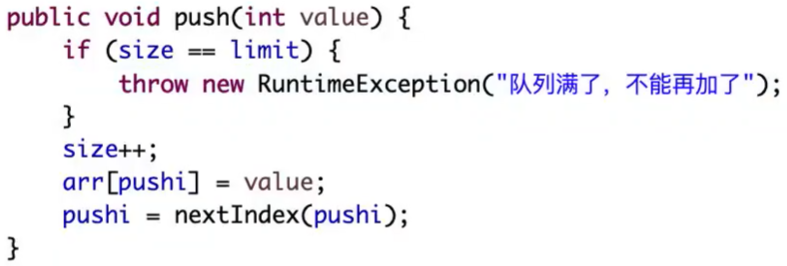 public void push(int value) {
    if (size == limit) {
        throw new RuntimeException("队列满了，不能再加了");
    }
    size++;
    arr[pushi] = value;
    pushi = nextIndex(pushi);
}